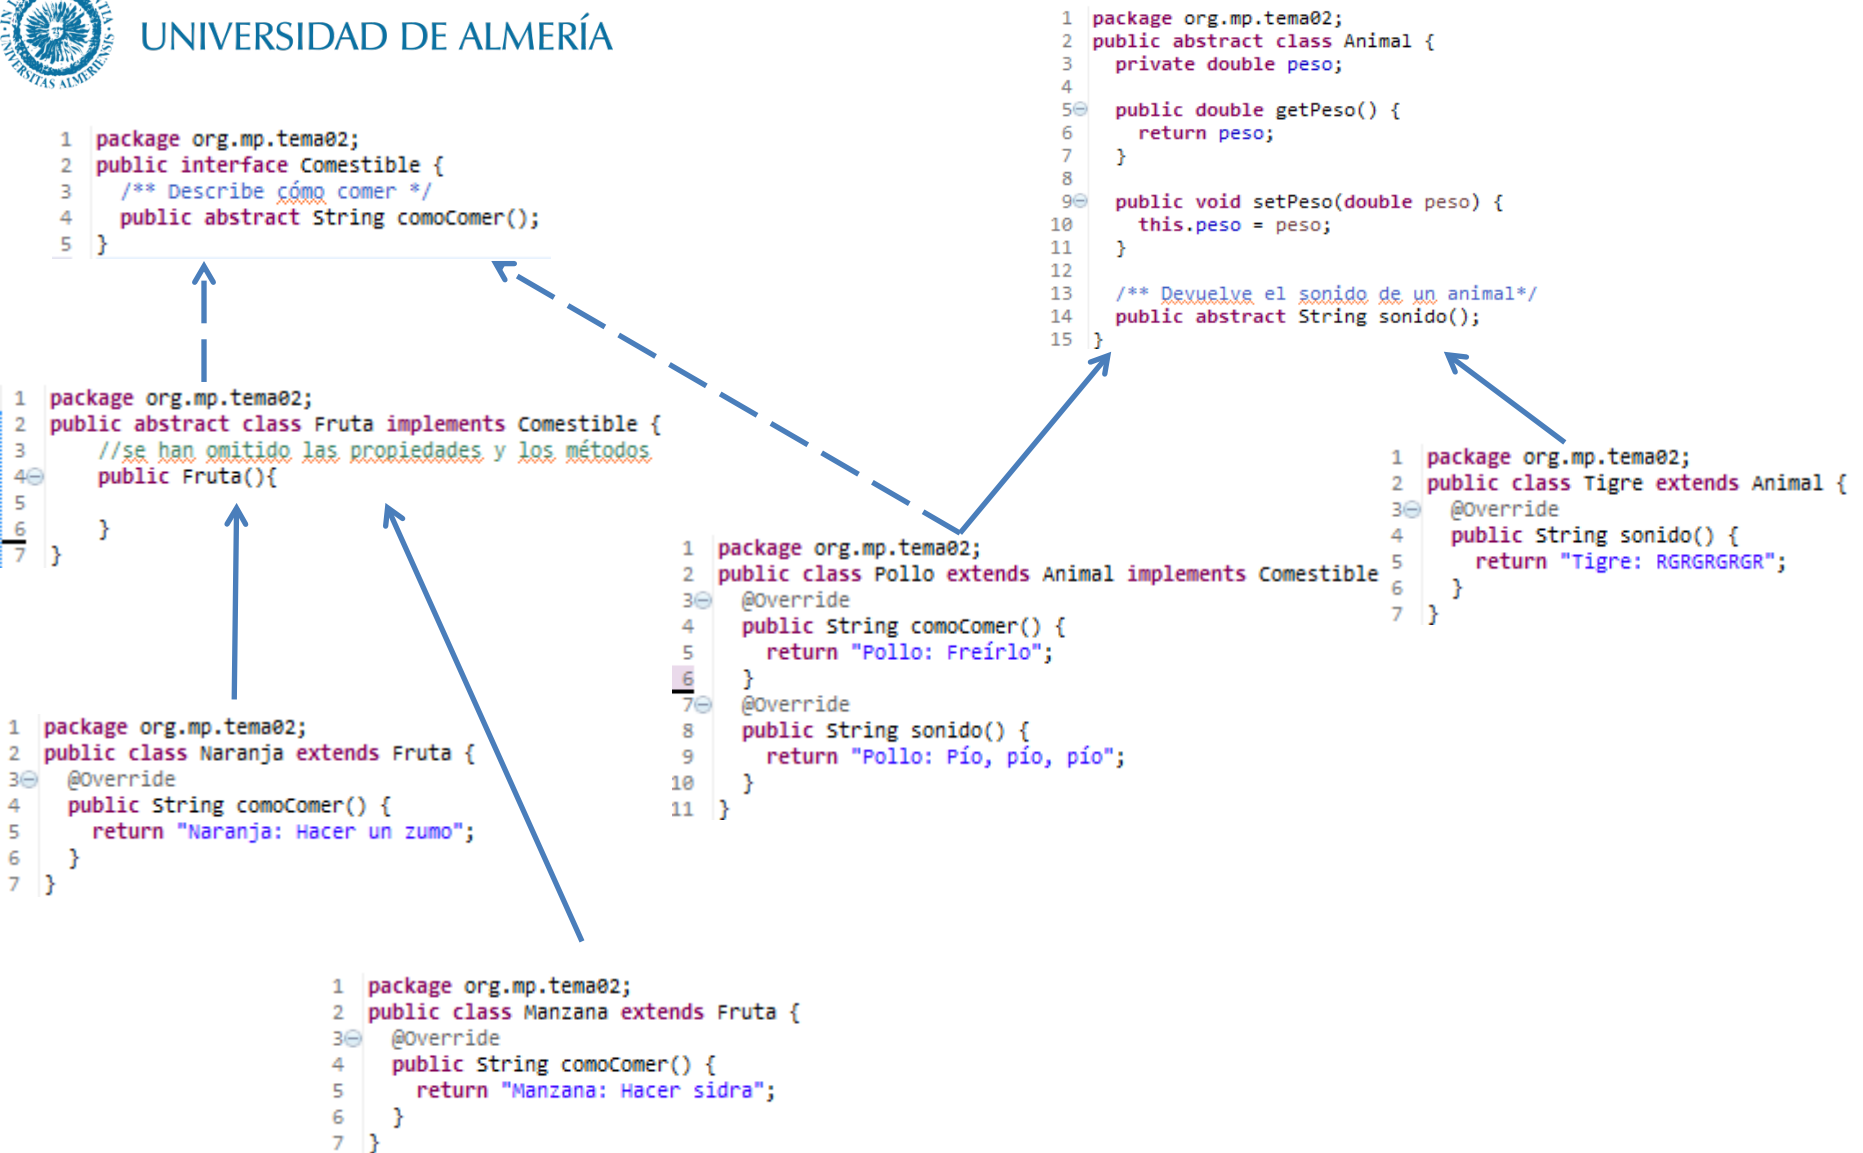 UNIVERSITAS ALMERIENSIS
UNIVERSIDAD DE ALMERÍA
1 package org.mp.tema02;
2 public interface Comestible {
3 /** Describe cómo comer */
4 public abstract String comoComer();
5 }
1 package org.mp.tema02;
2 public abstract class Animal {
3 private double peso;
4
5 public double getPeso() {
6 return peso;
7 }
8
9 public void setPeso(double peso) {
10 this.peso = peso;
11 }
12
13 /** Devuelve el sonido de un animal*/
14 public abstract String sonido();
15 }
1 package org.mp.tema02;
2 public abstract class Fruta implements Comestible {
3 //se han omitido las propiedades y los métodos
4 public Fruta(){
5
6 }
7 }
1 package org.mp.tema02;
2 public class Pollo extends Animal implements Comestible
3 @Override
4 public String comoComer() {
5 return "Pollo: Freírlo";
6 }
7 @Override
8 public String sonido() {
9 return "Pollo: Pío, pío, pío";
10 }
11 }
1 package org.mp.tema02;
2 public class Tigre extends Animal {
3 @Override
4 public String sonido() {
5 return "Tigre: RGRGRGRGR";
6 }
7 }
1 package org.mp.tema02;
2 public class Naranja extends Fruta {
3 @Override
4 public String comoComer() {
5 return "Naranja: Hacer un zumo";
6 }
7 }
1 package org.mp.tema02;
2 public class Manzana extends Fruta {
3 @Override
4 public String comoComer() {
5 return "Manzana: Hacer sidra";
6 }
7 }